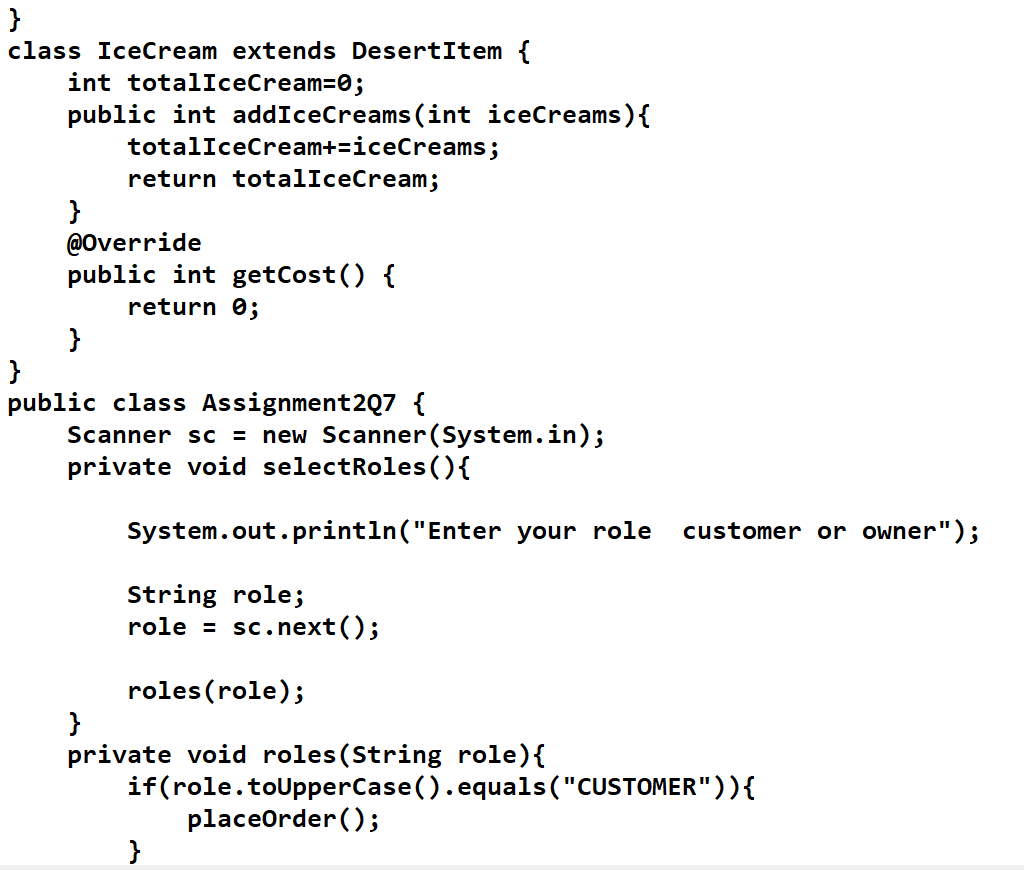 }
class IceCream extends DesertItem {
    int totalIceCream=0;
    public int addIceCreams(int iceCreams){
        totalIceCream+=iceCreams;
        return totalIceCream;
    }
    @Override
    public int getCost() {
        return 0;
    }
}
public class Assignment2Q7 {
    Scanner sc = new Scanner(System.in);
    private void selectRoles(){
        System.out.println("Enter your role  customer or owner");
        String role;
        role = sc.next();
        roles(role);
    }
    private void roles(String role){
        if(role.toUpperCase().equals("CUSTOMER")){
            placeOrder();
        }